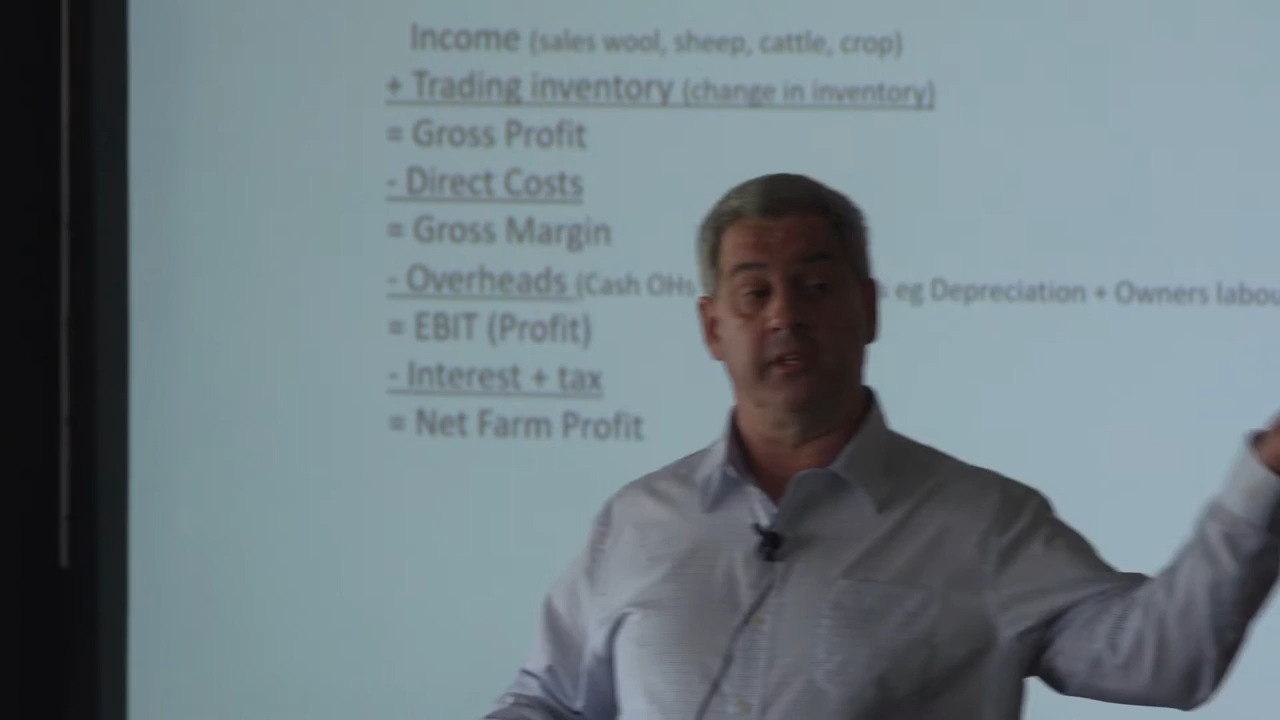 Income (sales wool, sheep, cattle, crop)
+ Trading inventory (change in inventory)
= Gross Profit
- Direct Costs
= Gross Margin
- Overheads (Cash OHs eg Depreciation + Owners
= EBIT (Profit)
- Interest + tax
= Net Farm Profit